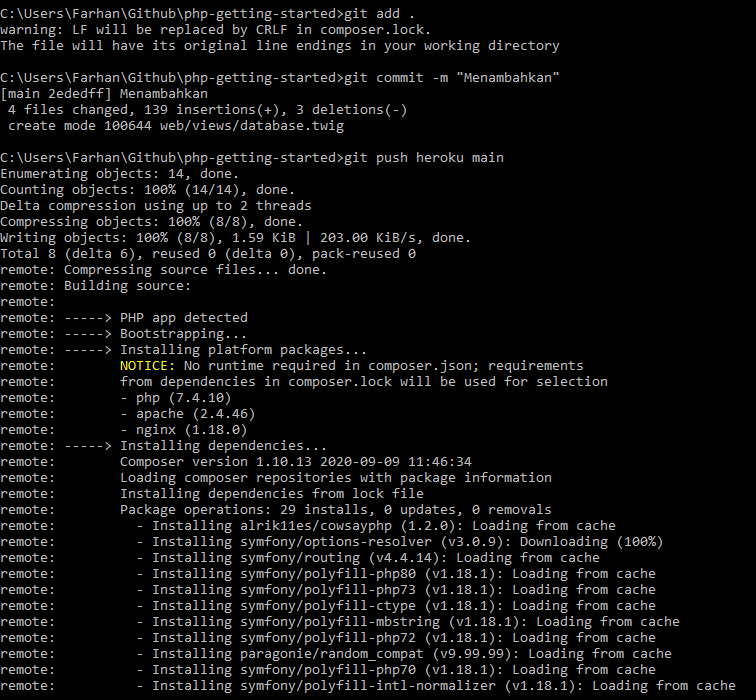 C:\Users\Farhan\Github\php-getting-started>git add .
warning: LF will be replaced by CRLF in composer.lock.
The file will have its original line endings in your working directory
C:\Users\Farhan\Github\php-getting-started>git commit -m "Menambahkan"
[main 2ededff] Menambahkan
 4 files changed, 139 insertions(+), 3 deletions(-)
 create mode 100644 web/views/database.twig
C:\Users\Farhan\Github\php-getting-started>git push heroku main
Enumerating objects: 14, done.
Counting objects: 100% (14/14), done.
Delta compression using up to 2 threads
Compressing objects: 100% (8/8), done.
Writing objects: 100% (8/8), 1.59 KiB | 203.00 KiB/s, done.
Total 8 (delta 6), reused 0 (delta 0), pack-reused 0
remote: Compressing source files... done.
remote: Building source:
remote:
remote: -----> PHP app detected
remote: -----> Bootstrapping...
remote: -----> Installing platform packages...
remote:        NOTICE: No runtime required in composer.json; requirements
remote:        from dependencies in composer.lock will be used for selection
remote:        - php (7.4.10)
remote:        - apache (2.4.46)
remote:        - nginx (1.18.0)
remote: -----> Installing dependencies...
remote:        Composer version 1.10.13 2020-09-09 11:46:34
remote:        Loading composer repositories with package information
remote:        Installing dependencies from lock file
remote:        Package operations: 29 installs, 0 updates, 0 removals
remote:          - Installing alrik11es/cowsayphp (1.2.0): Loading from cache
remote:          - Installing symfony/options-resolver (v3.0.9): Downloading (100%)
remote:          - Installing symfony/routing (v4.4.14): Loading from cache
remote:          - Installing symfony/polyfill-php80 (v1.18.1): Loading from cache
remote:          - Installing symfony/polyfill-php73 (v1.18.1): Loading from cache
remote:          - Installing symfony/polyfill-ctype (v1.18.1): Loading from cache
remote:          - Installing symfony/polyfill-mbstring (v1.18.1): Loading from cache
remote:          - Installing symfony/polyfill-php72 (v1.18.1): Loading from cache
remote:          - Installing paragonie/random_compat (v9.99.99): Loading from cache
remote:          - Installing symfony/polyfill-php70 (v1.18.1): Loading from cache
remote:          - Installing symfony/polyfill-intl-normalizer (v1.18.1): Loading from cache